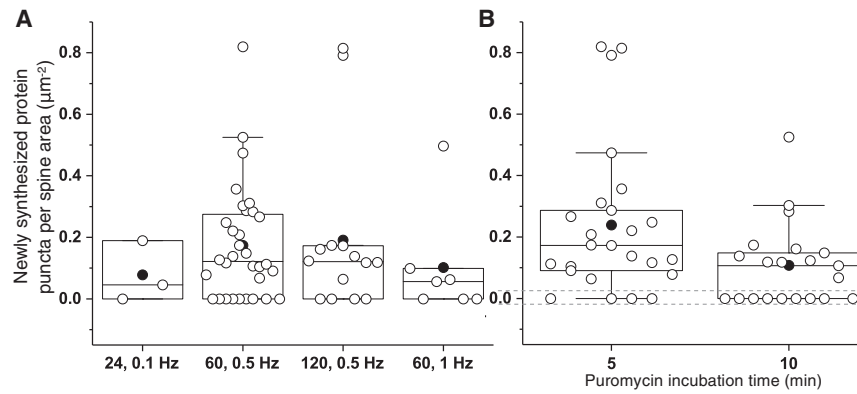 A
B
Newly synthesized protein
puncta per spine area (μm⁻²)
0.8
0.6
0.4
0.2
0.0
24, 0.1 Hz
60, 0.5 Hz
120, 0.5 Hz
60, 1 Hz
0.8
0.6
0.4
0.2
0.0
5
10
Puromycin incubation time (min)